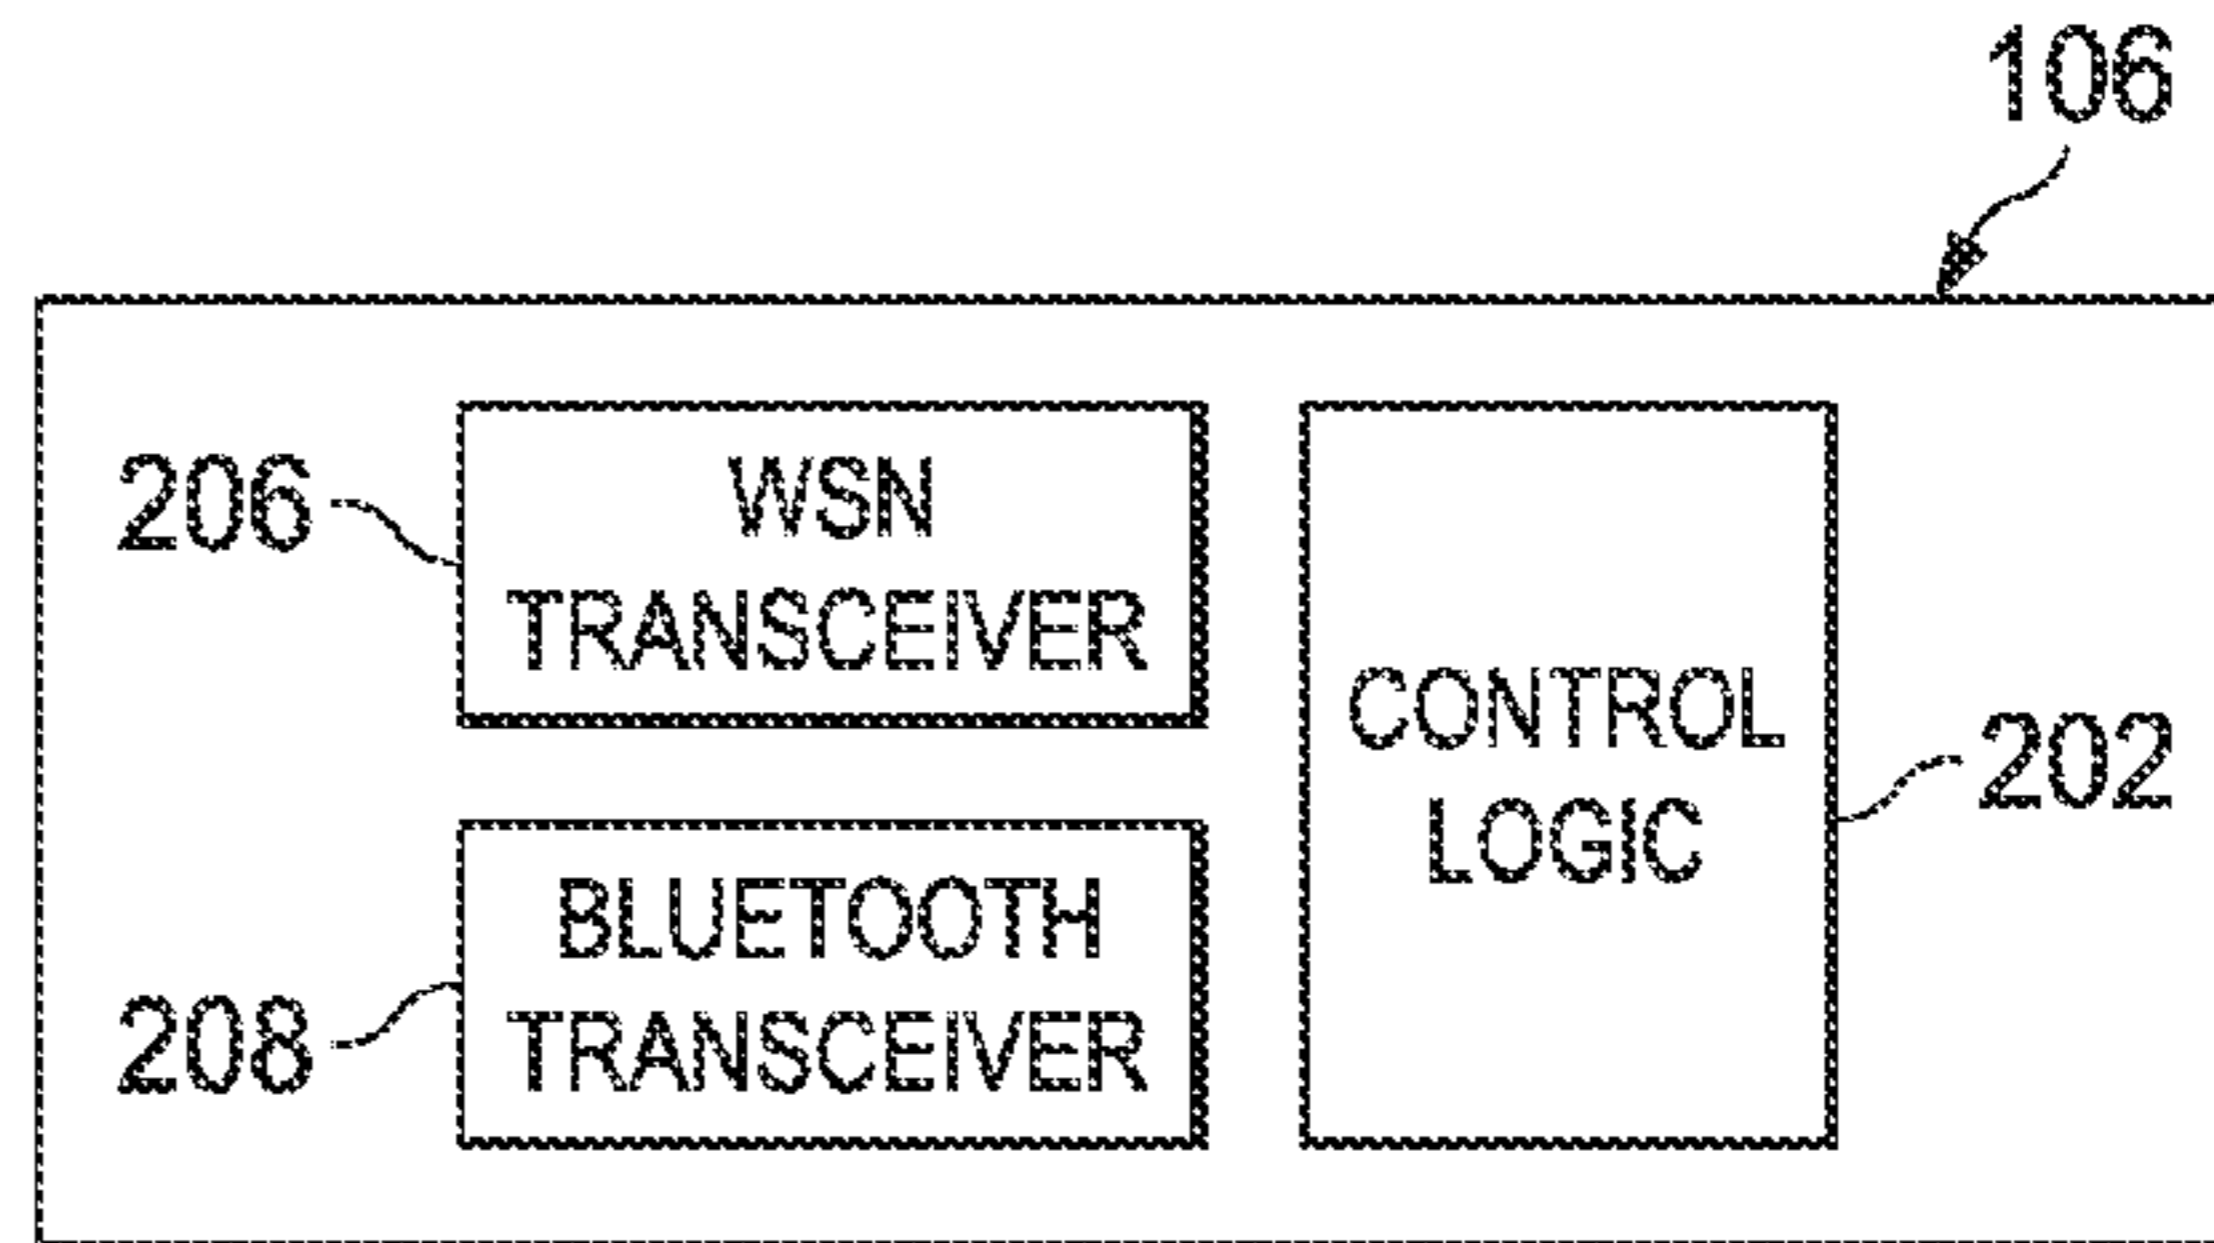 106
206
WSN
TRANSCEIVER
CONTROL
LOGIC
202
208
BLUETOOTH
TRANSCEIVER